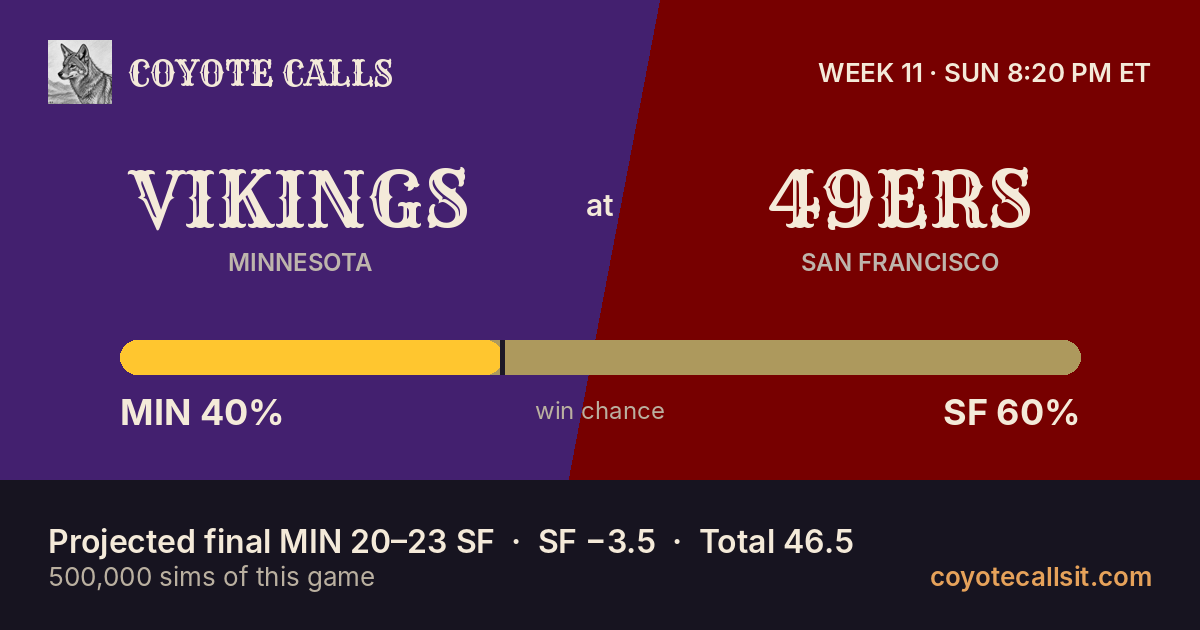 COYOTE CALLS
WEEK 11 · SUN 8:20 PM ET
VIKINGS
at
49ERS
MINNESOTA
SAN FRANCISCO
MIN 40%
win chance
SF 60%
Projected final MIN 20–23 SF · SF −3.5 · Total 46.5
500,000 sims of this game
coyotecallsit.com